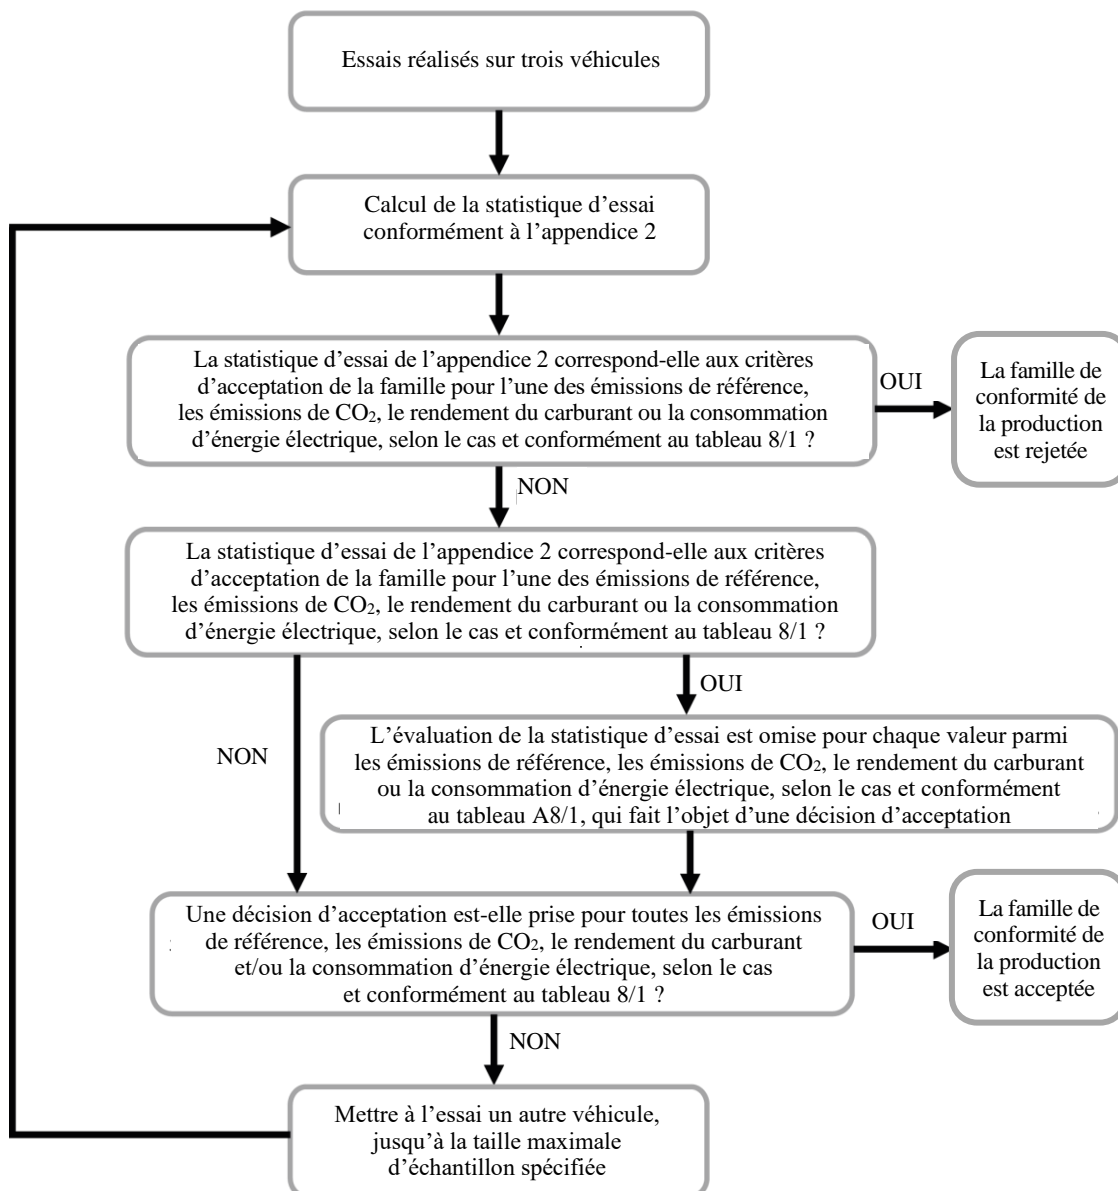 Essais réalisés sur trois véhicules
Calcul de la statistique d’essai
conformément à l’appendice 2
La statistique d’essai de l’appendice 2 correspond-elle aux critères
d’acceptation de la famille pour l’une des émissions de référence,
les émissions de CO₂, le rendement du carburant ou la consommation
d’énergie électrique, selon le cas et conformément au tableau 8/1 ?
OUI
La famille de
conformité de
la production
est rejetée
NON
La statistique d’essai de l’appendice 2 correspond-elle aux critères
d’acceptation de la famille pour l’une des émissions de référence,
les émissions de CO₂, le rendement du carburant ou la consommation
d’énergie électrique, selon le cas et conformément au tableau 8/1 ?
OUI
NON
L’évaluation de la statistique d’essai est omise pour chaque valeur parmi
les émissions de référence, les émissions de CO₂, le rendement du carburant
ou la consommation d’énergie électrique, selon le cas et conformément
au tableau A8/1, qui fait l’objet d’une décision d’acceptation
Une décision d’acceptation est-elle prise pour toutes les émissions
de référence, les émissions de CO₂, le rendement du carburant
et/ou la consommation d’énergie électrique, selon le cas
et conformément au tableau 8/1 ?
OUI
La famille de
conformité de
la production
est acceptée
NON
Mettre à l’essai un autre véhicule,
jusqu’à la taille maximale
d’échantillon spécifiée